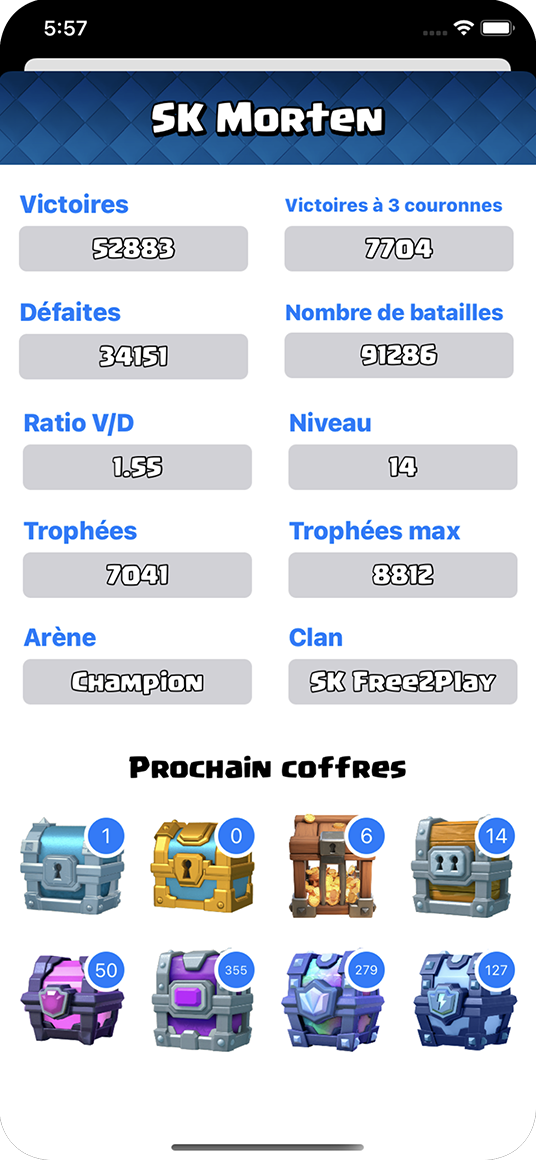 5:57
SK Morten
Victoires Victoires à 3 couronnes
52883 7704
Défaites Nombre de batailles
34151 91286
Ratio V/D Niveau
1.55 14
Trophées Trophées max
7041 8812
Arène Clan
Champion SK Free2Play
Prochain coffres
1 0 6 14
50 355 279 127